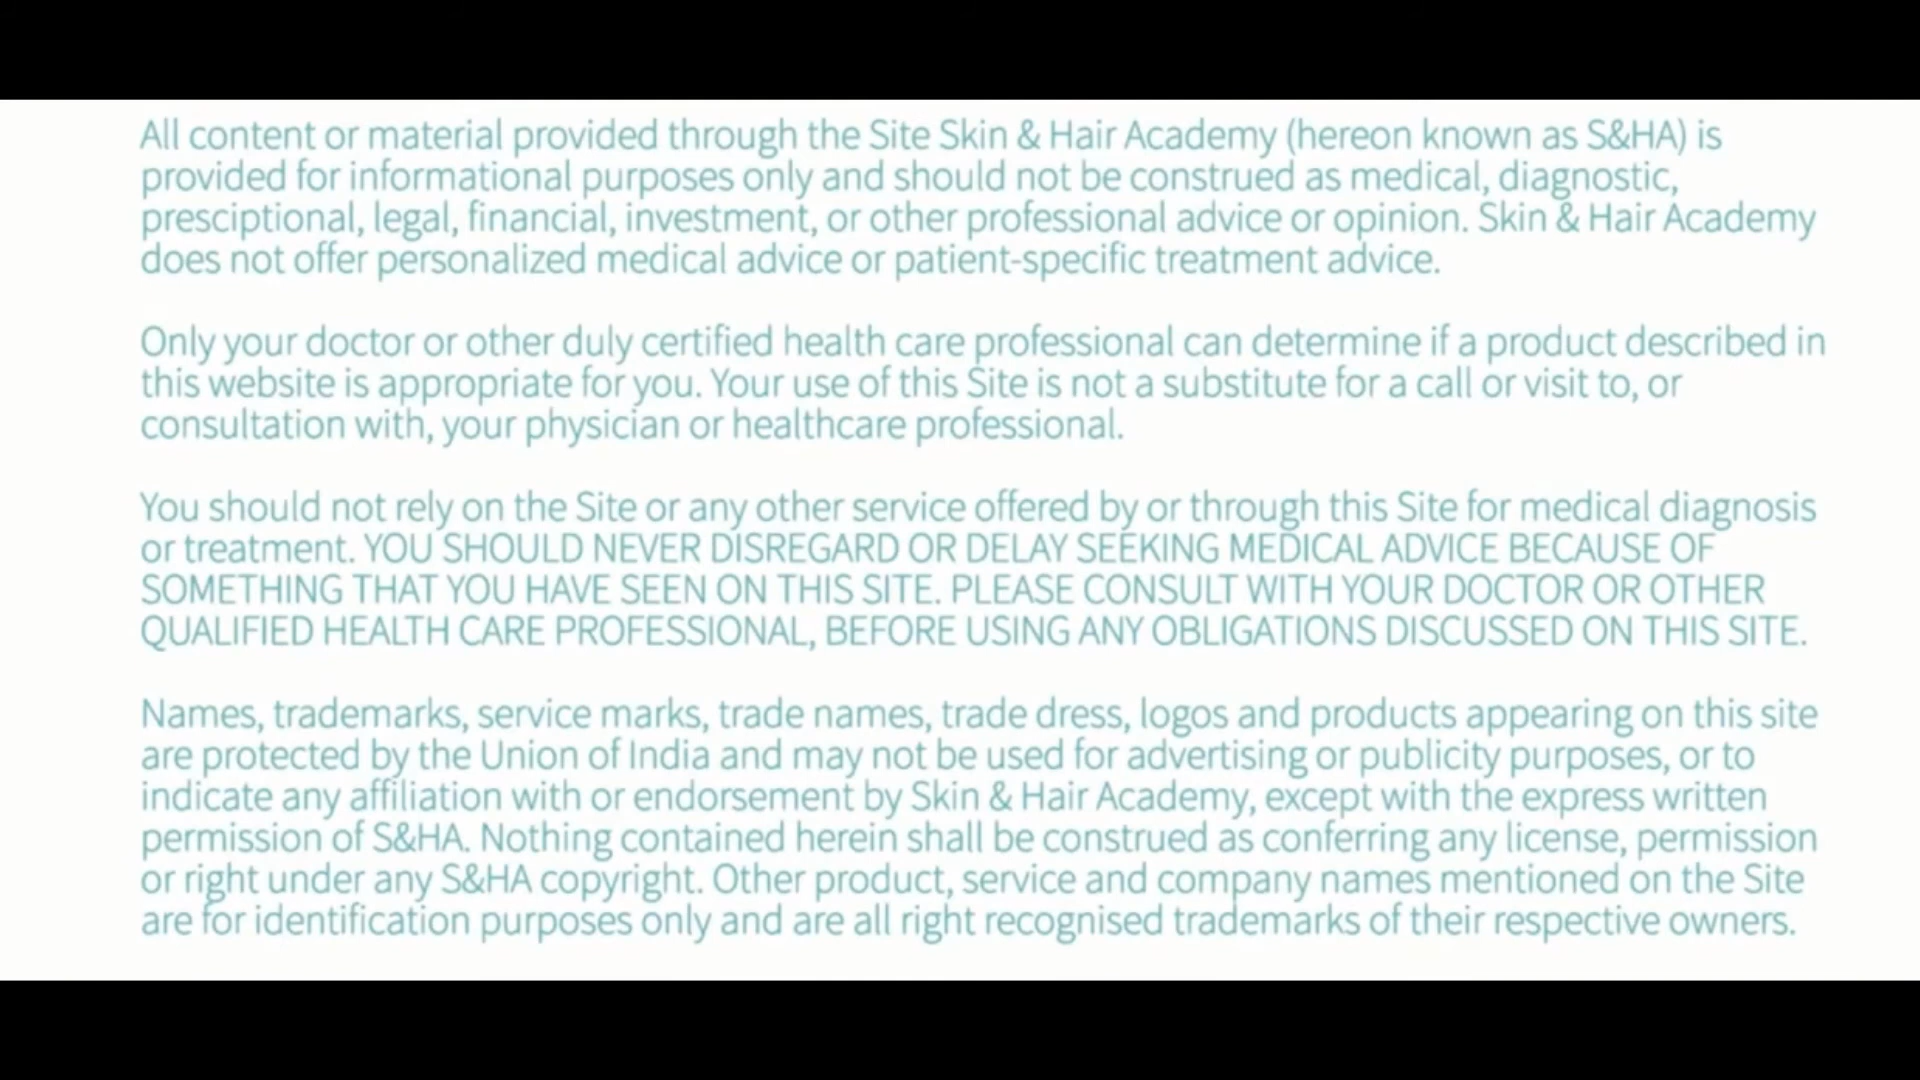 All content or material provided through the Site Skin & Hair Academy (hereon known as S&HA) is
provided for informational purposes only and should not be construed as medical, diagnostic,
presciptional, legal, financial, investment, or other professional advice or opinion. Skin & Hair Academy
does not offer personalized medical advice or patient-specific treatment advice.
Only your doctor or other duly certified health care professional can determine if a product described in
this website is appropriate for you. Your use of this Site is not a substitute for a call or visit to, or
consultation with, your physician or healthcare professional.
You should not rely on the Site or any other service offered by or through this Site for medical diagnosis
or treatment. YOU SHOULD NEVER DISREGARD OR DELAY SEEKING MEDICAL ADVICE BECAUSE OF
SOMETHING THAT YOU HAVE SEEN ON THIS SITE. PLEASE CONSULT WITH YOUR DOCTOR OR OTHER
QUALIFIED HEALTH CARE PROFESSIONAL, BEFORE USING ANY OBLIGATIONS DISCUSSED ON THIS SITE.
Names, trademarks, service marks, trade names, trade dress, logos and products appearing on this site
are protected by the Union of India and may not be used for advertising or publicity purposes, or to
indicate any affiliation with or endorsement by Skin & Hair Academy, except with the express written
permission of S&HA. Nothing contained herein shall be construed as conferring any license, permission
or right under any S&HA copyright. Other product, service and company names mentioned on the Site
are for identification purposes only and are all right recognised trademarks of their respective owners.